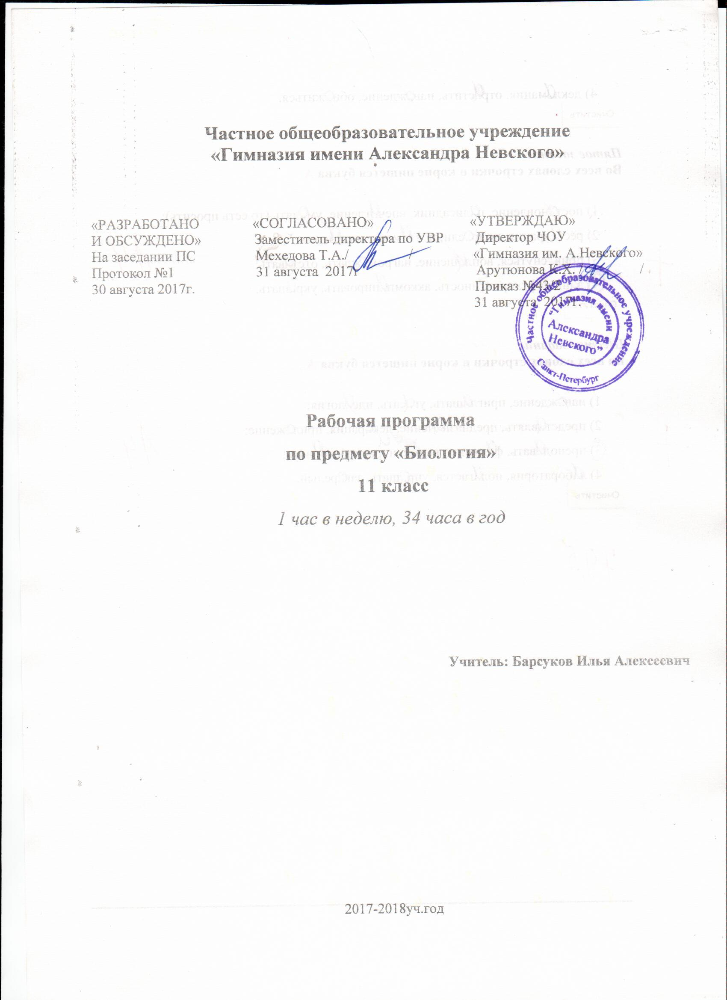 Частное общеобразовательное учреждение
«Гимназия имени Александра Невского»
«РАЗРАБОТАНО
И ОБСУЖДЕНО»
На заседании ПС
Протокол №1
30 августа 2017г.
«СОГЛАСОВАНО»
Заместитель директора по УВР
Мехедова Т.А./ /
31 августа 2017г
«УТВЕРЖДАЮ»
Директор ЧОУ
«Гимназия им. А.Невского»
Арутюнова К.Х. / /
Приказ №43/2
31 августа 2017г.
Частное общеобразовательное учреждение
“Гимназия имени
Александра
Невского”
Санкт-Петербург
Рабочая программа
по предмету «Биология»
11 класс
1 час в неделю, 34 часа в год
Учитель: Барсуков Илья Алексеевич
2017-2018уч.год